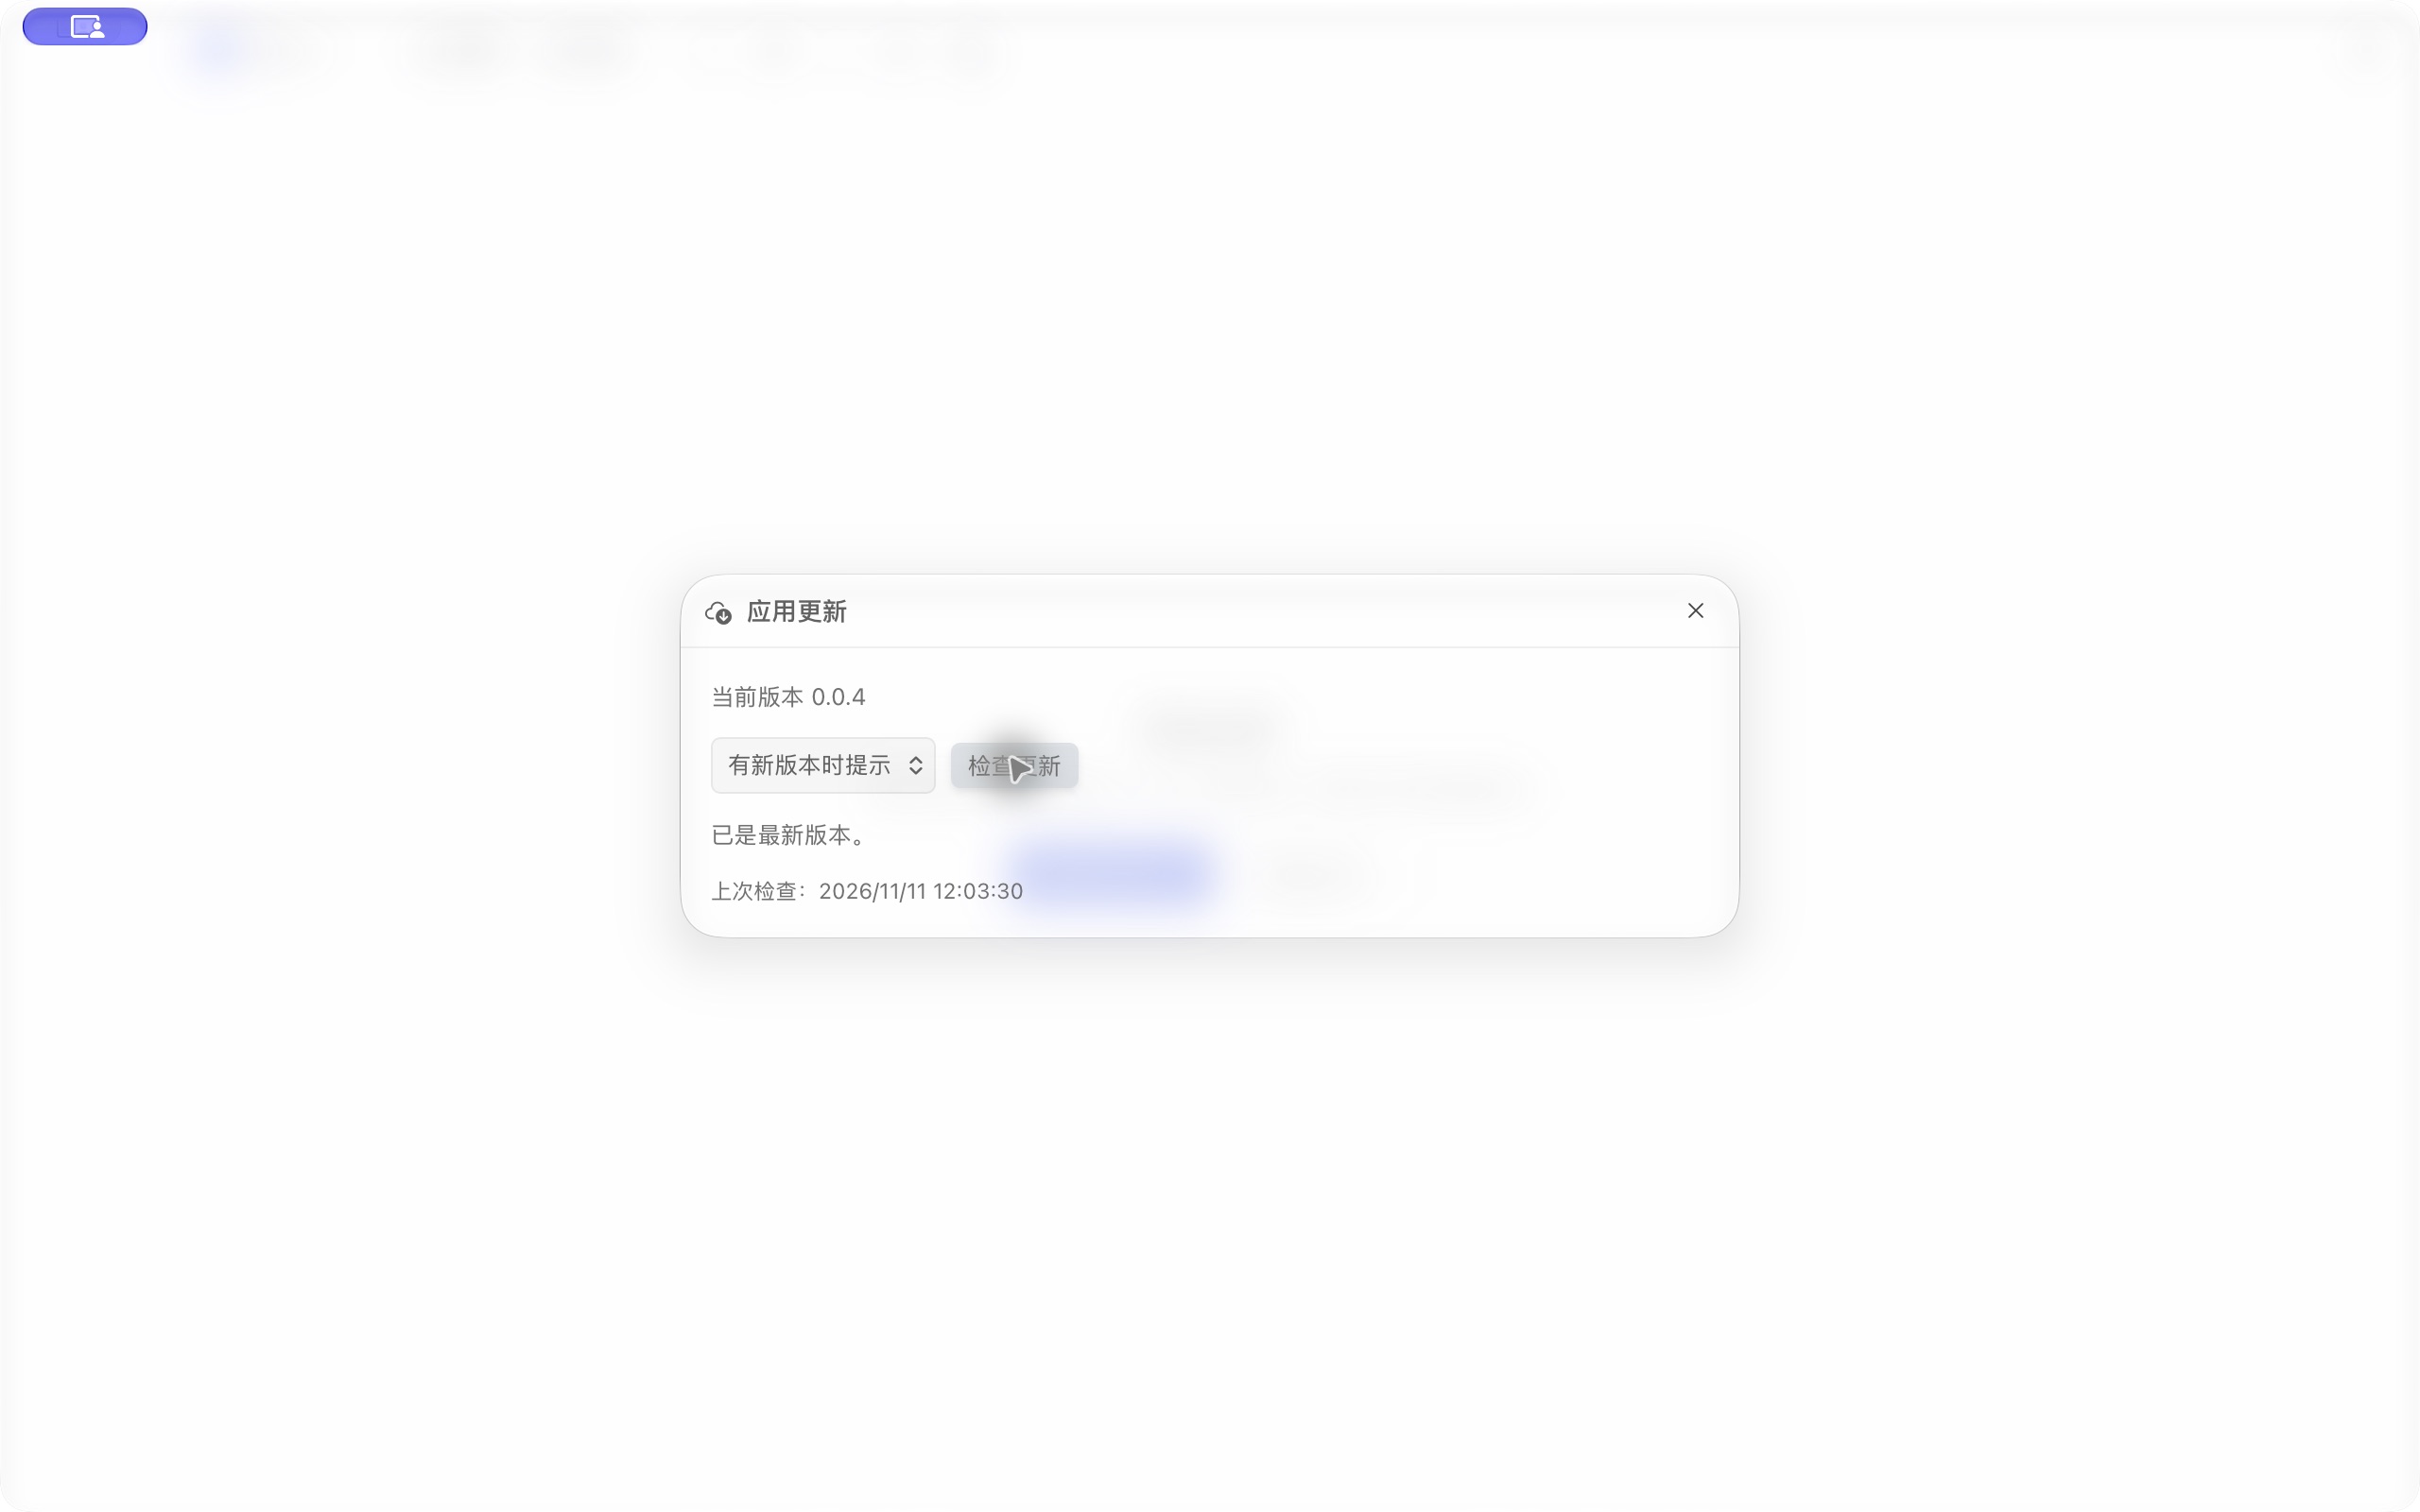 应用更新
当前版本 0.0.4
有新版本时提示
检查更新
已是最新版本。
上次检查：2026/11/11 12:03:30